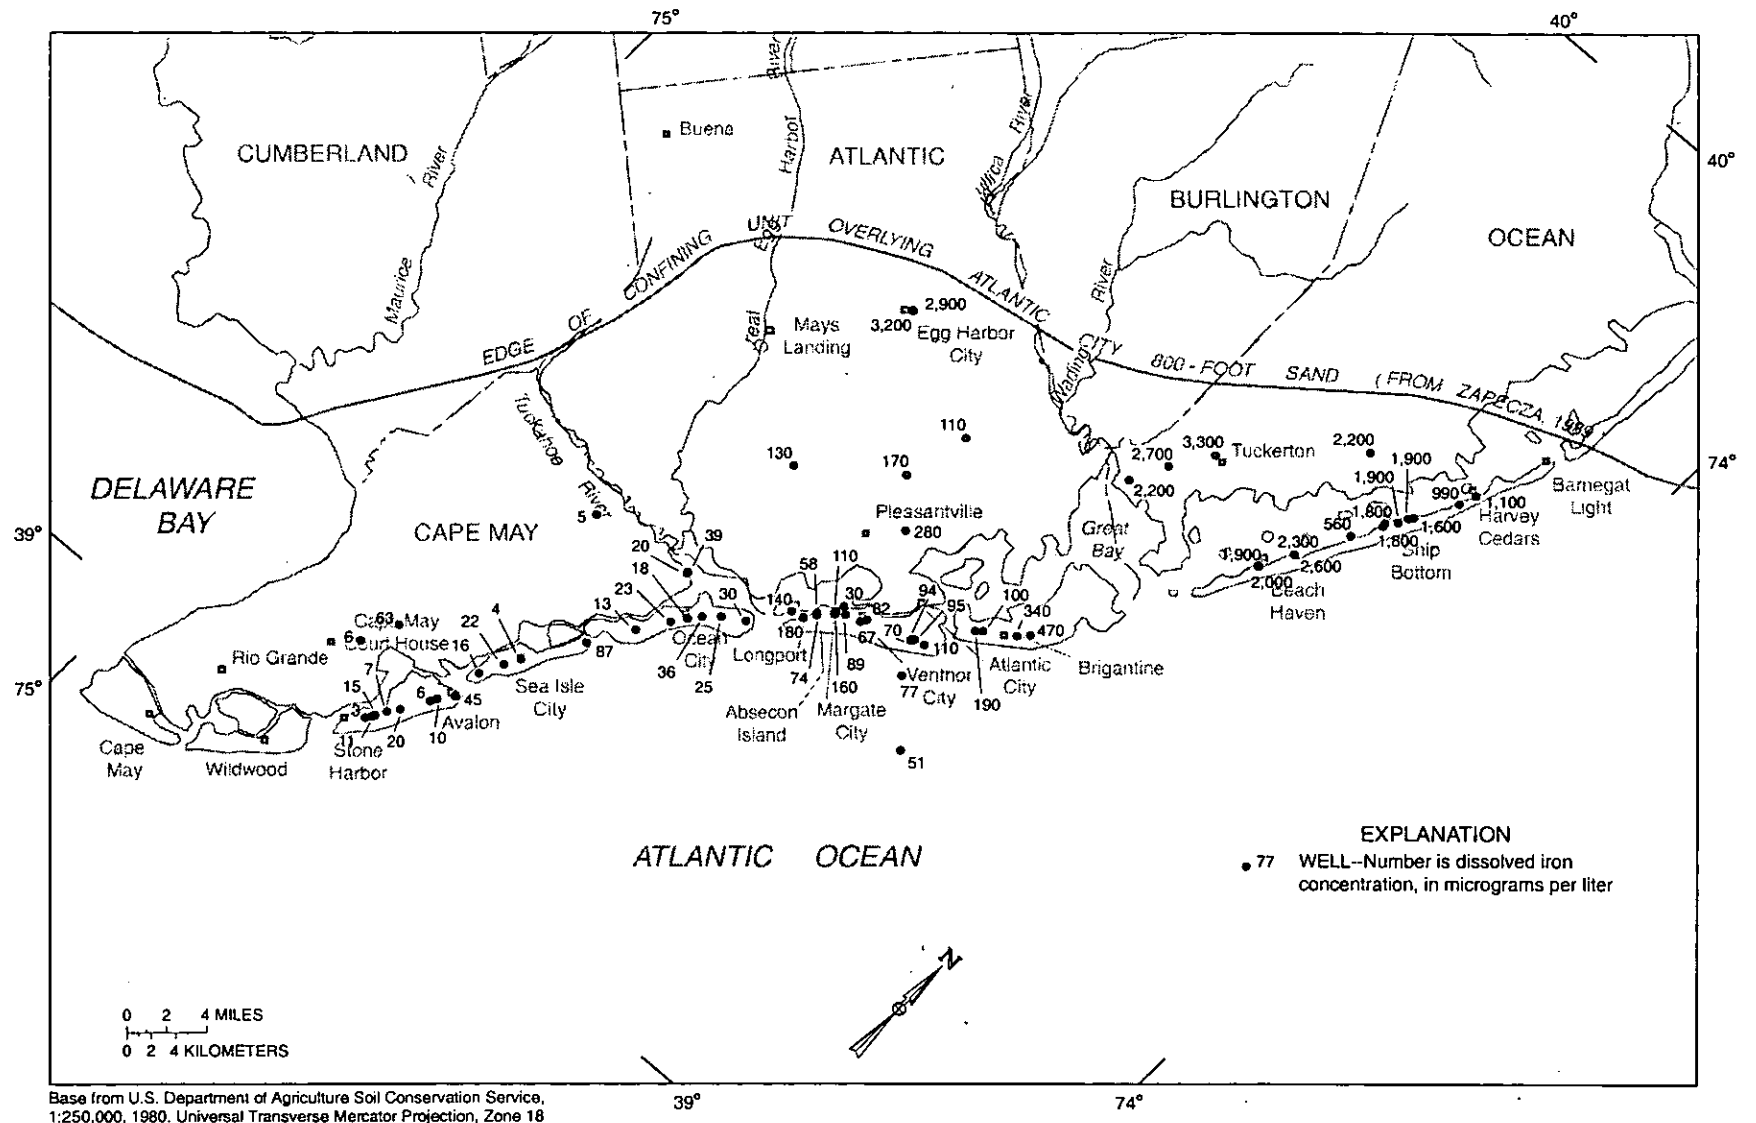 75°
40°
River
River
Buena
CUMBERLAND
River
Harbor
ATLANTIC
40°
BURLINGTON
OCEAN
EDGE OF CONFINING UNIT OVERLYING ATLANTIC CITY 800-FOOT SAND (FROM ZAPECZA, 1989
Egg
Maurice
River
Great
Mays
Landing
2,900
3,200
Egg Harbor
City
Wading
Tuckahoe
River
110
130
170
2,700
3,300
Tuckerton
2,200
1,900
74°
DELAWARE
BAY
2,200
1,900
990
1,100
Barnegat
Light
CAPE MAY
5
Pleasantville
280
Great
Bay
560
1,800
1,800
1,600
Harvey
Cedars
39°
20
39
Ship
Bottom
18
58
110
1,900
2,300
2,600
2,000
Beach
Haven
23
30
140
30
82
94
95
100
340
13
4
63
Cape May
Court House
6
22
16
87
Ocean
City
Longport
180
67
70
110
470
Rio Grande
7
36
25
74
89
160
Ventnor
City
77
190
Atlantic
City
Brigantine
75°
15
3
6
45
Sea Isle
City
Avalon
Absecon
Island
Margate
City
11
20
10
Cape
May
Wildwood
Stone
Harbor
51
ATLANTIC OCEAN
EXPLANATION
77 WELL--Number is dissolved iron
concentration, in micrograms per liter
N
0 2 4 MILES
0 2 4 KILOMETERS
Base from U.S. Department of Agriculture Soil Conservation Service,
1:250,000, 1980, Universal Transverse Mercator Projection, Zone 18
39°
74°